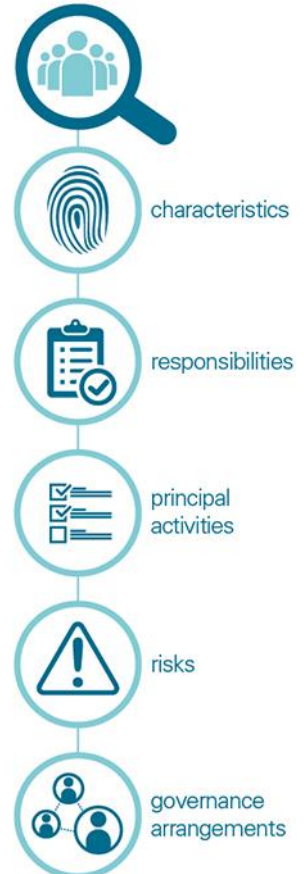 characteristics
responsibilities
principal
activities
risks
governance
arrangements